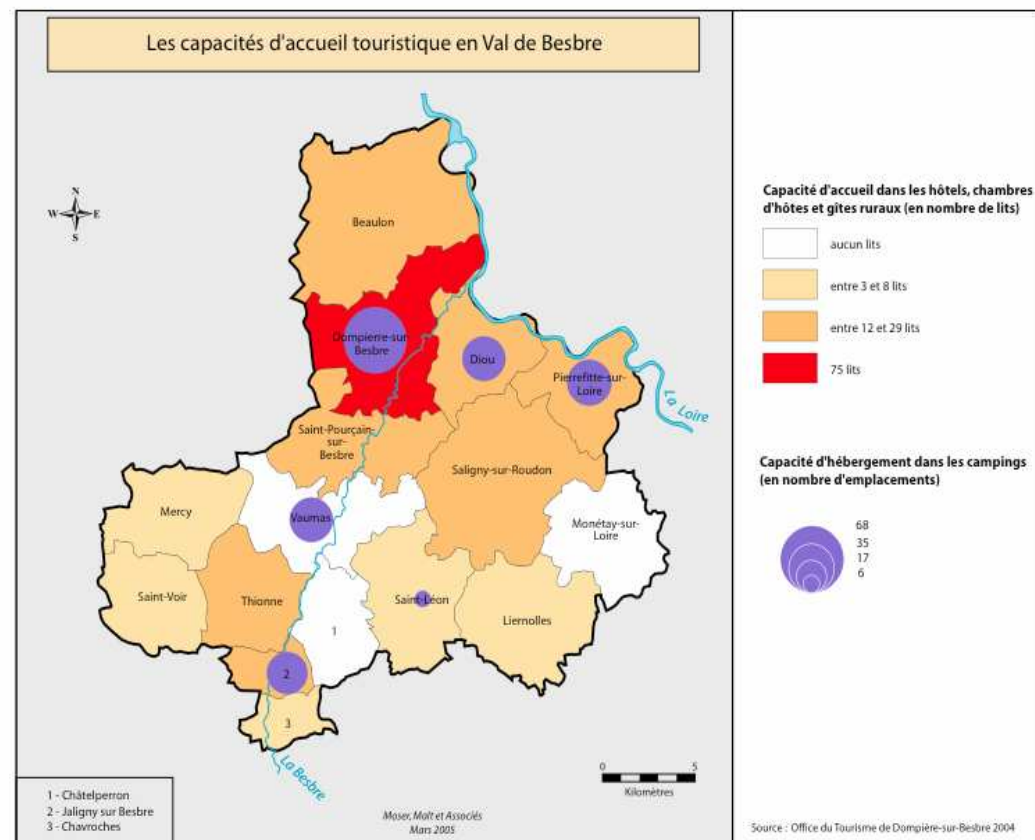 Les capacités d'accueil touristique en Val de Besbre
N
W E
S
Beaulon
Dompierre-sur-
Besbre
Diou
Pierrefitte-sur-
Loire
La Loire
Saint-Pourçain-
sur-
Besbre
Saligny-sur-Roudon
Mercy
Vaumas
Monétay-sur-
Loire
Saint-Voir
Thionne
Saint-Léon
Liernolles
1
2
3
La Besbre
0 5
Kilomètres
1 - Châtelperron
2 - Jaligny sur Besbre
3 - Chavroches
Moser, Malt et Associés
Mars 2005
Capacité d'accueil dans les hôtels, chambres
d'hôtes et gîtes ruraux (en nombre de lits)
aucun lits
entre 3 et 8 lits
entre 12 et 29 lits
75 lits
Capacité d'hébergement dans les campings
(en nombre d'emplacements)
68
35
17
6
Source : Office du Tourisme de Dompière-sur-Besbre 2004